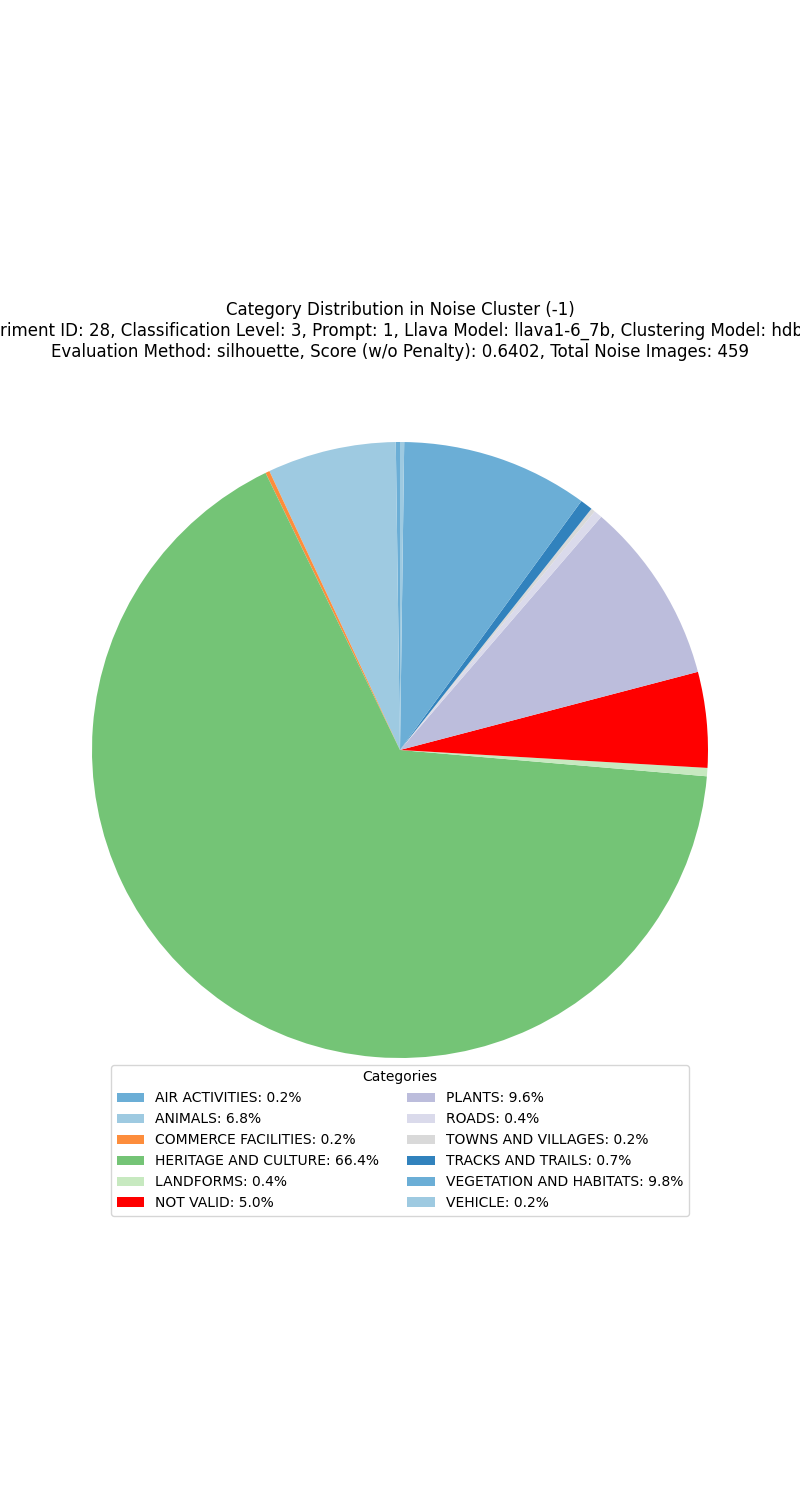 Category Distribution in Noise Cluster (-1)
riment ID: 28, Classification Level: 3, Prompt: 1, Llava Model: llava1-6_7b, Clustering Model: hdb
Evaluation Method: silhouette, Score (w/o Penalty): 0.6402, Total Noise Images: 459
Categories
AIR ACTIVITIES: 0.2%
ANIMALS: 6.8%
COMMERCE FACILITIES: 0.2%
HERITAGE AND CULTURE: 66.4%
LANDFORMS: 0.4%
NOT VALID: 5.0%
PLANTS: 9.6%
ROADS: 0.4%
TOWNS AND VILLAGES: 0.2%
TRACKS AND TRAILS: 0.7%
VEGETATION AND HABITATS: 9.8%
VEHICLE: 0.2%